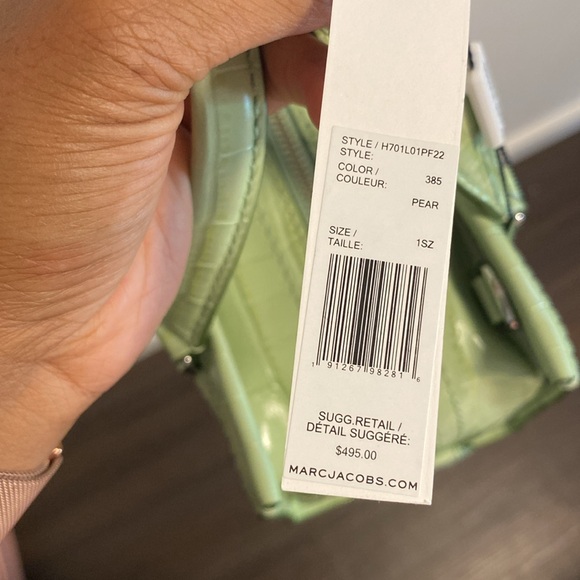 STYLE / H701L01PF22
STYLE:
COLOR / 385
COULEUR:
PEAR
SIZE /
TAILLE: 1SZ
1 91267 98281 6
SUGG.RETAIL /
DÉTAIL SUGGÉRÉ:
$495.00
MARCJACOBS.COM